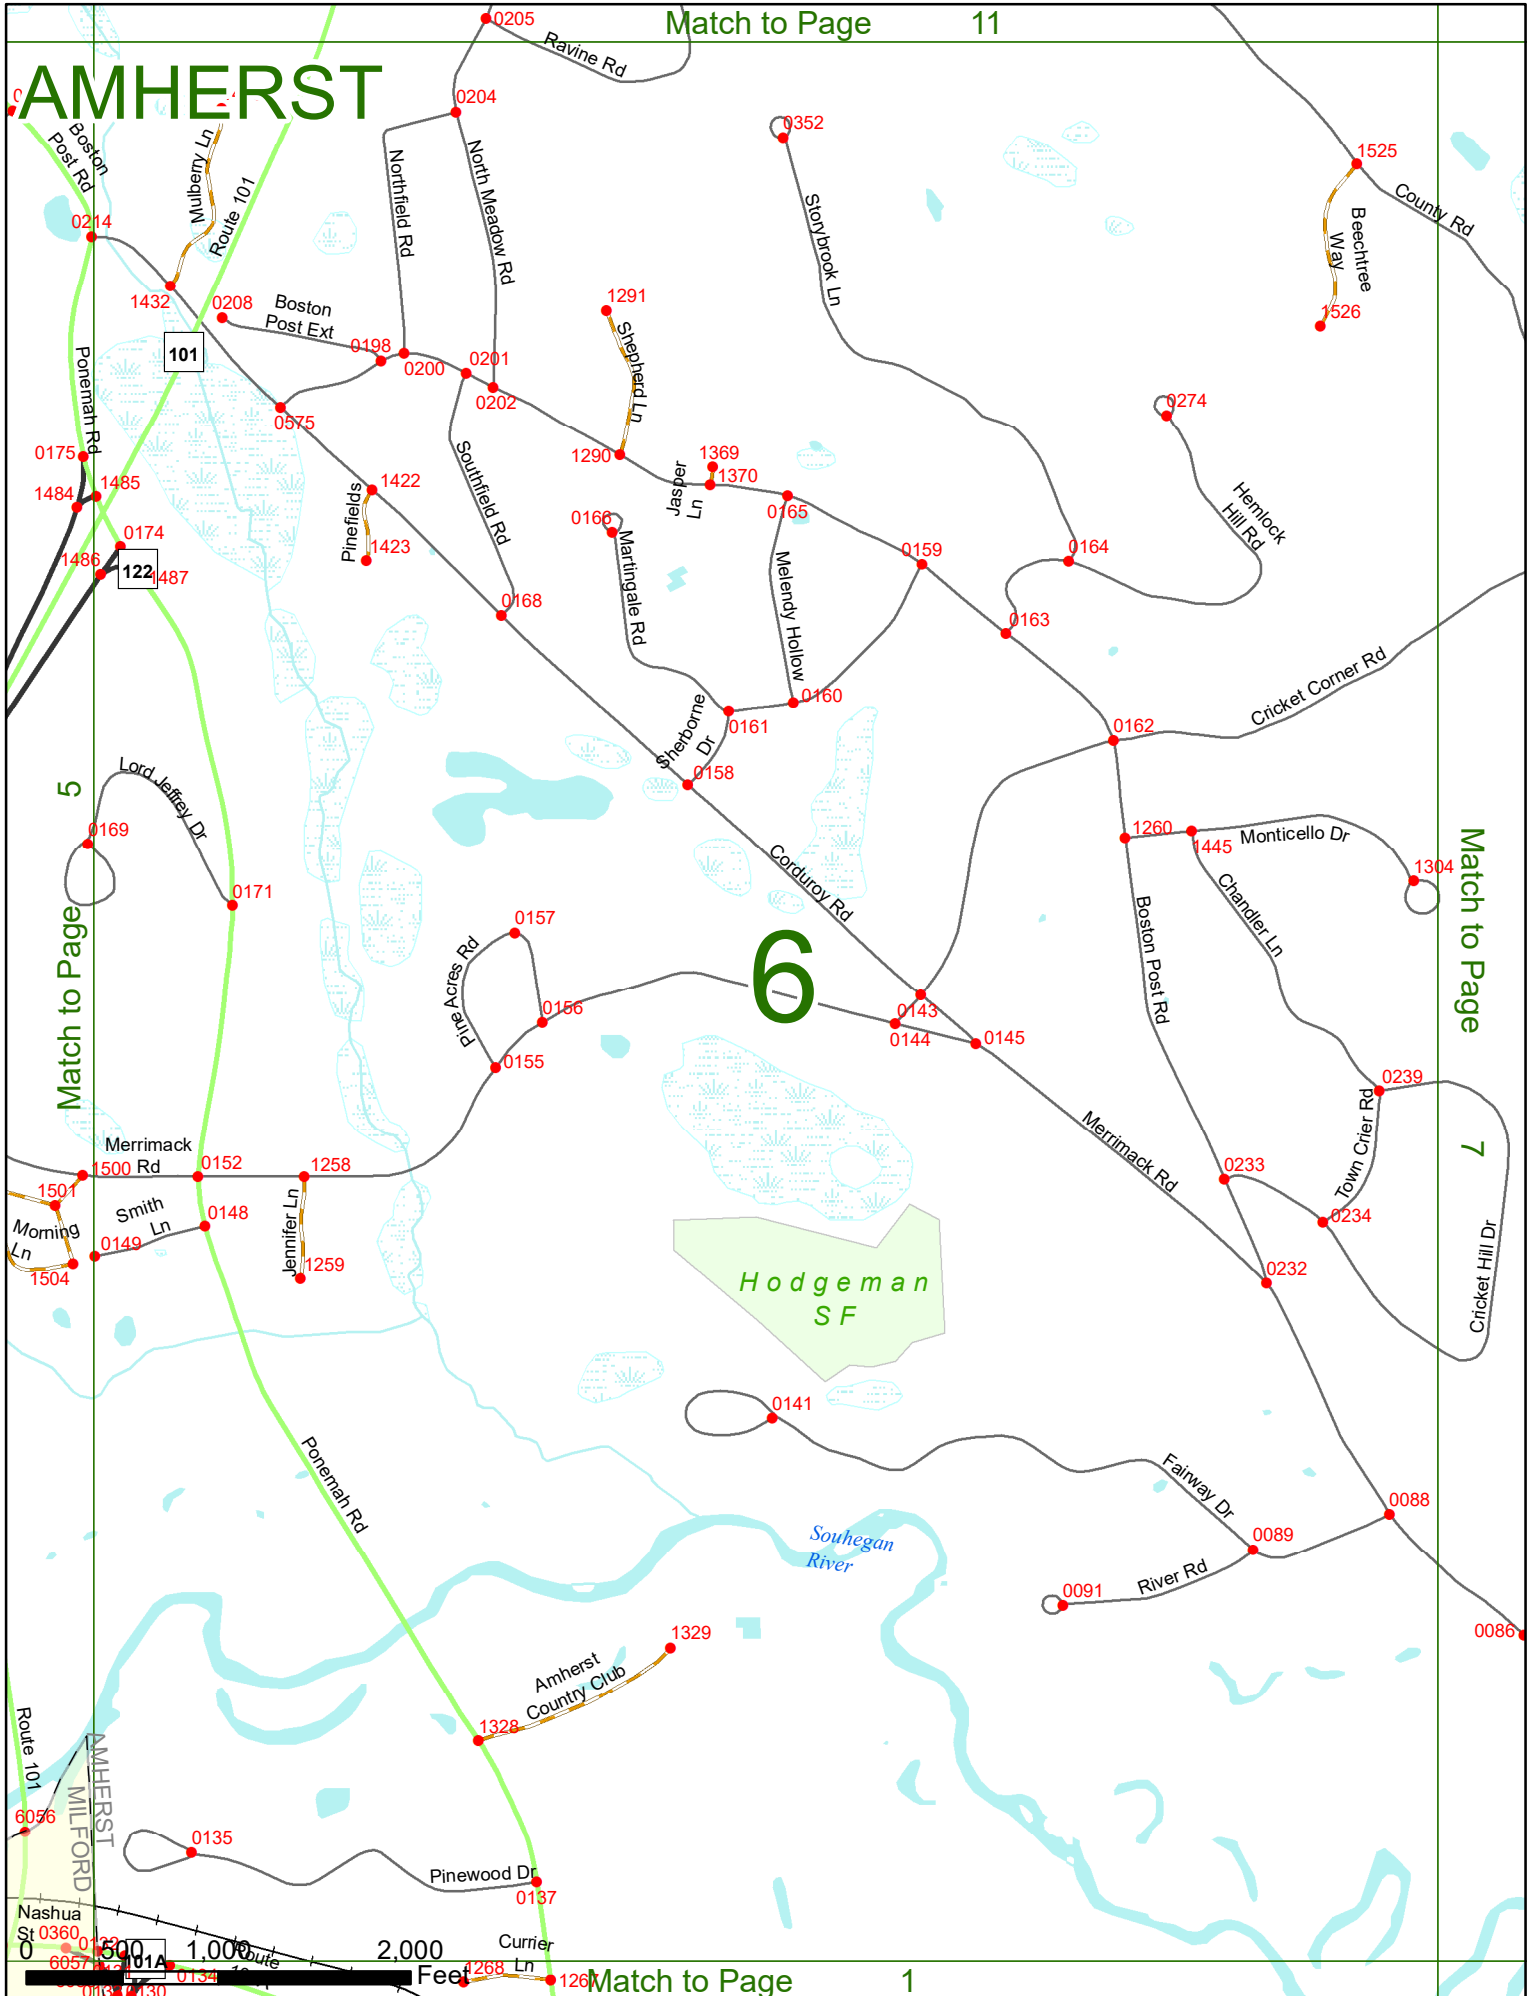 Match to Page 11
AMHERST
0205
Ravine Rd
0204
0352
1525
Boston
Post Rd
Mulberry Ln
Route 101
Northfield Rd
North Meadow Rd
Storybrook Ln
County Rd
Beechtree
Way
0214
1432
0208
Boston
Post Ext
1291
1526
101
0198
0200
0201
0202
Shepherd Ln
Ponemah Rd
0575
0274
0175
1484
1485
1422
Southfield Rd
1290
Jasper
Ln
1369
1370
0165
Hemlock
Hill Rd
Pinefields
0166
0174
1486
122
1487
1423
Martingale Rd
Melendy Hollow
0159
0164
0168
0163
Cricket Corner Rd
0160
0161
Sherborne
Dr
0162
0158
Lord Jeffrey Dr
5
Match to Page
0169
0171
Corduroy Rd
1260
1445
Monticello Dr
1304
Match to Page
7
Chandler Ln
Boston Post Rd
0157
Pine Acres Rd
6
0156
0143
0144
0145
0155
0239
Merrimack
Rd
1500
0152
1258
Merrimack Rd
Town Crier Rd
0233
1501
Smith
Ln
0148
Jennifer Ln
0234
Morning
Ln
0149
1504
1259
Hodgeman
SF
0232
Cricket Hill Dr
0141
Ponemah Rd
Fairway Dr
0088
Souhegan
River
0089
0091
River Rd
0086
1329
Amherst
Country Club
1328
Route 101
AMHERST
MILFORD
6056
0135
Pinewood Dr
0137
Nashua
St
0360
Currier
Ln
0 500 1,000 2,000
Feet
6057
101A
Route
0134
0130
1268
1267
Match to Page 1